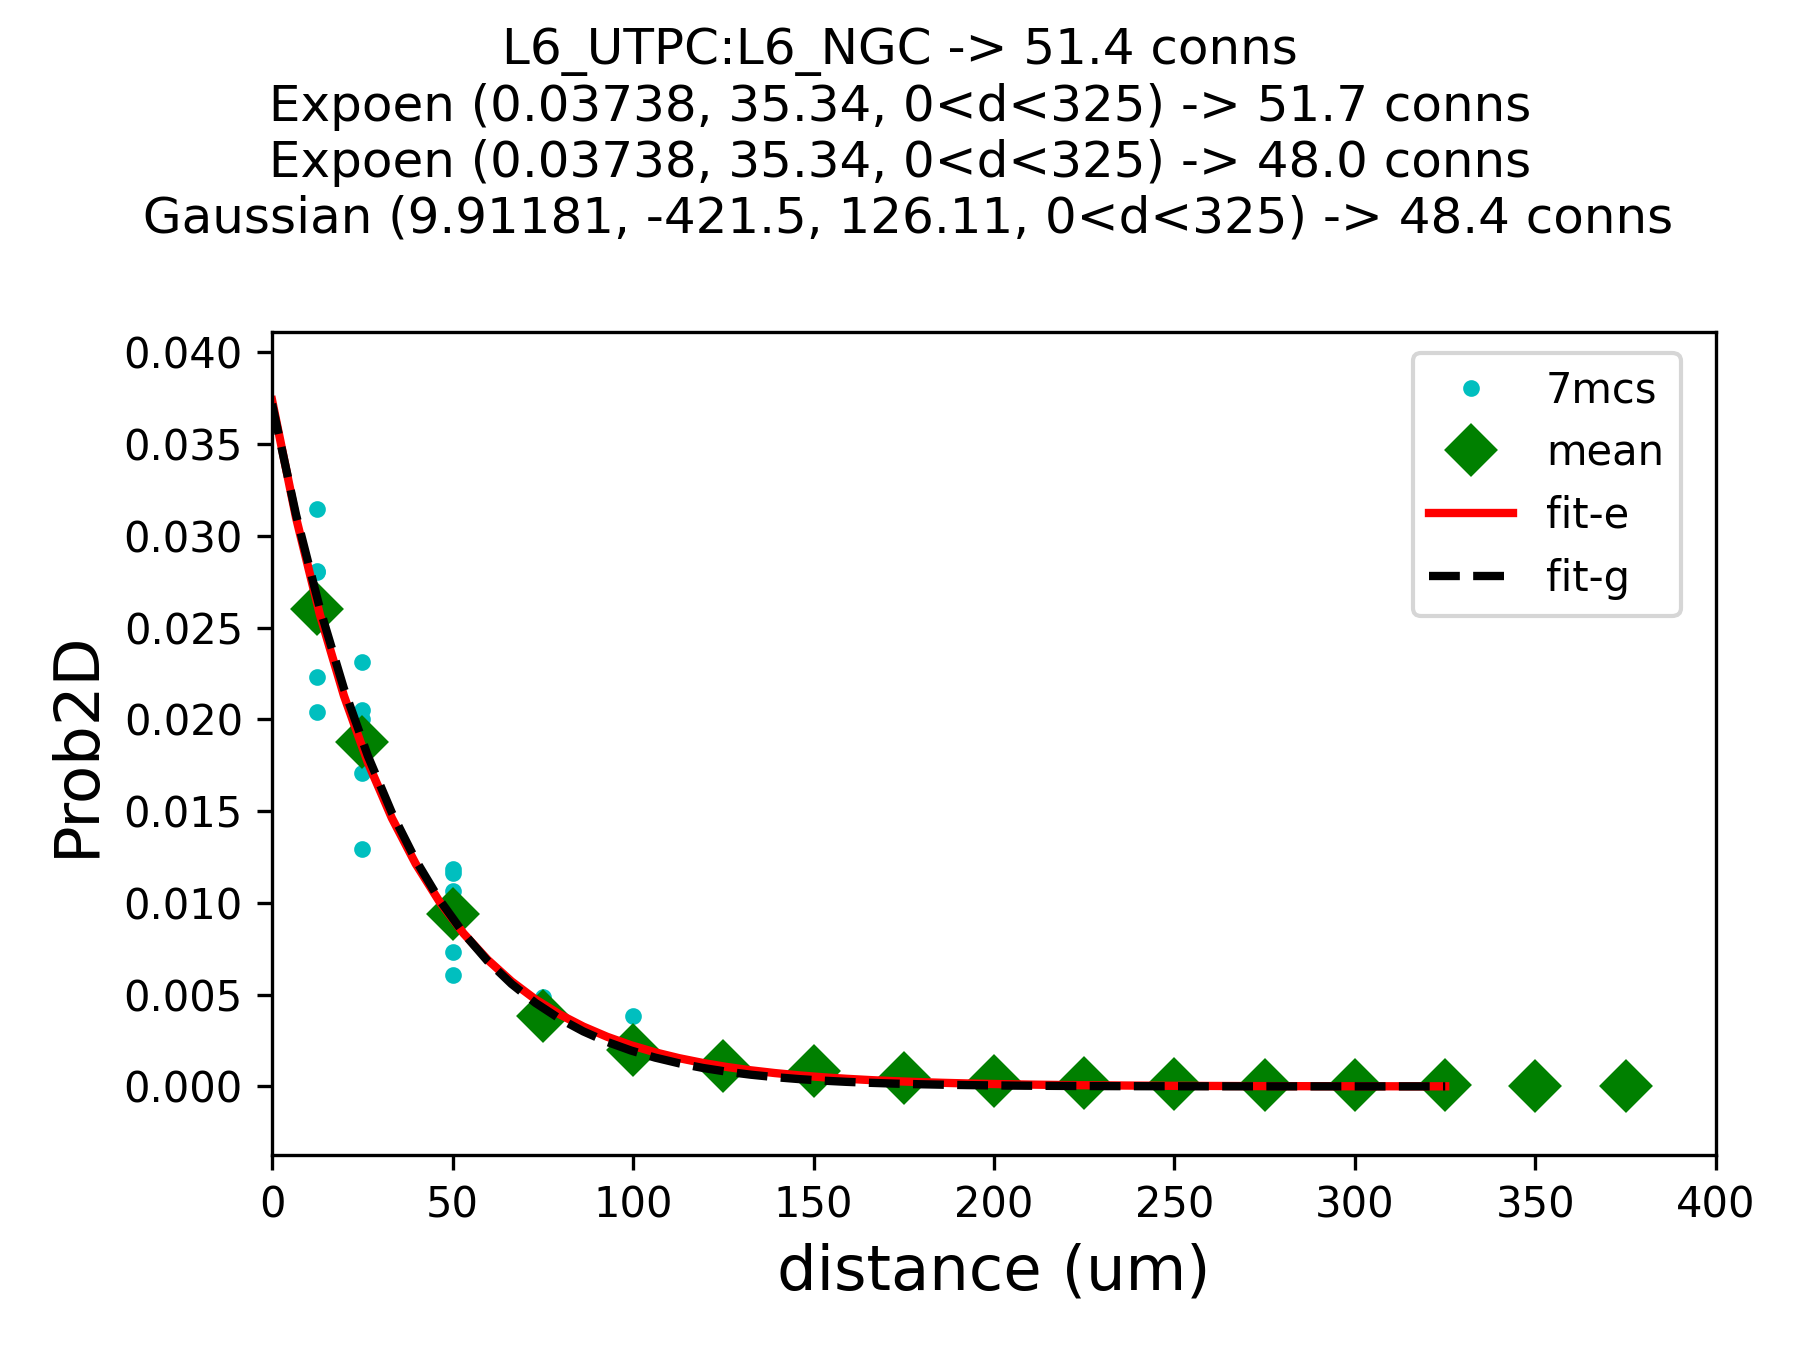 L6_UTPC:L6_NGC -> 51.4 conns
Expoen (0.03738, 35.34, 0<d<325) -> 51.7 conns
Expoen (0.03738, 35.34, 0<d<325) -> 48.0 conns
Gaussian (9.91181, -421.5, 126.11, 0<d<325) -> 48.4 conns
0.040
0.035
0.030
0.025
0.020
0.015
0.010
0.005
0.000
Prob2D
7mcs
mean
fit-e
fit-g
0 50 100 150 200 250 300 350 400
distance (um)